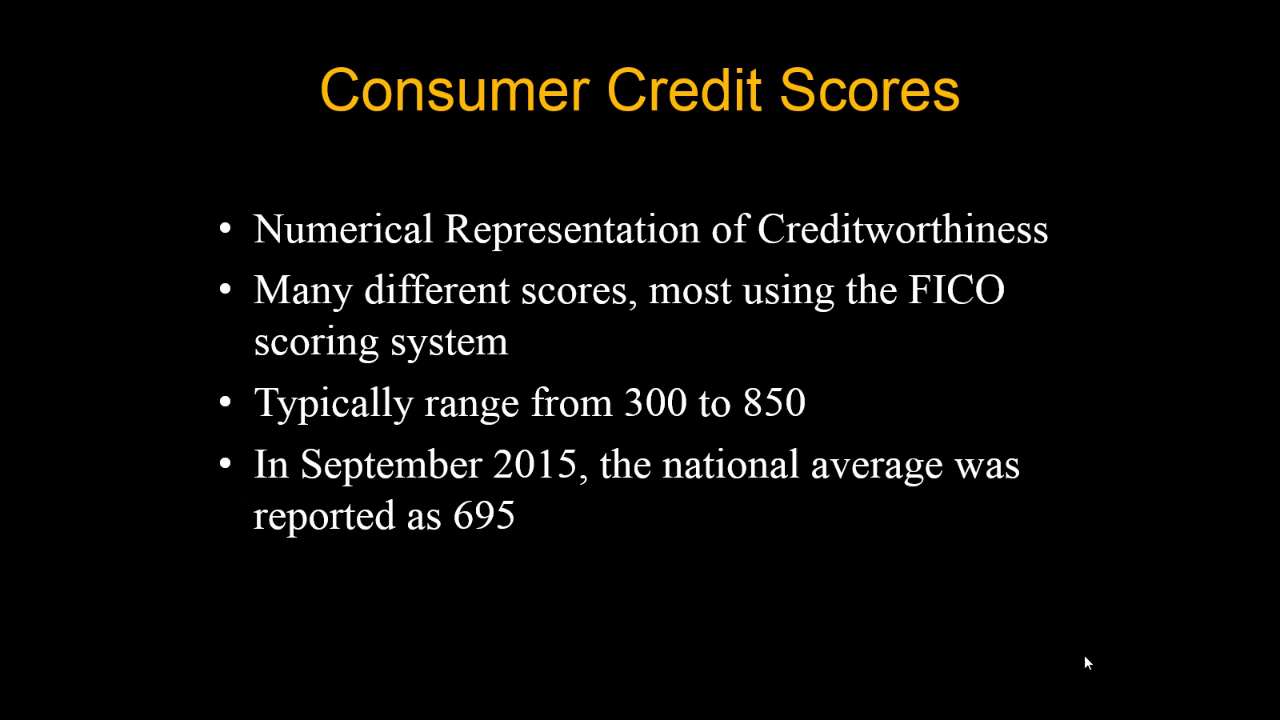 Consumer Credit Scores
• Numerical Representation of Creditworthiness
• Many different scores, most using the FICO
scoring system
• Typically range from 300 to 850
• In September 2015, the national average was
reported as 695